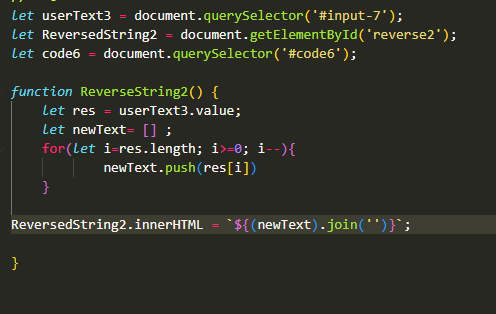 let userText3 = document.querySelector('#input-7');
let ReversedString2 = document.getElementById('reverse2');
let code6 = document.querySelector('#code6');
function ReverseString2() {
let res = userText3.value;
let newText= [] ;
for(let i=res.length; i>=0; i--){
newText.push(res[i])
}
ReversedString2.innerHTML = `${(newText).join('')}`;
}